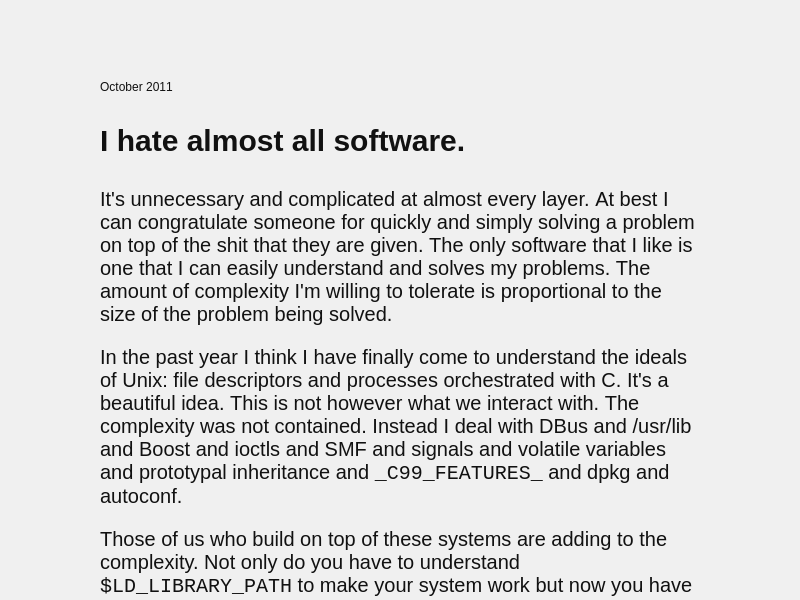 October 2011
I hate almost all software.
It's unnecessary and complicated at almost every layer. At best I
can congratulate someone for quickly and simply solving a problem
on top of the shit that they are given. The only software that I like is
one that I can easily understand and solves my problems. The
amount of complexity I'm willing to tolerate is proportional to the
size of the problem being solved.
In the past year I think I have finally come to understand the ideals
of Unix: file descriptors and processes orchestrated with C. It's a
beautiful idea. This is not however what we interact with. The
complexity was not contained. Instead I deal with DBus and /usr/lib
and Boost and ioctls and SMF and signals and volatile variables
and prototypal inheritance and _C99_FEATURES_ and dpkg and
autoconf.
Those of us who build on top of these systems are adding to the
complexity. Not only do you have to understand
$LD_LIBRARY_PATH to make your system work but now you have